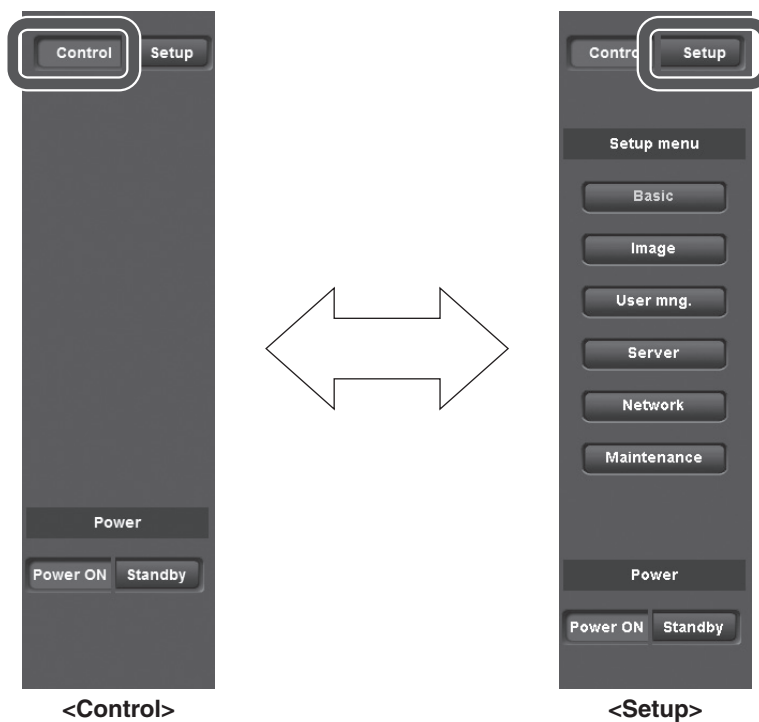 Control Setup
Power
Power ON Standby
<Control>
Contro Setup
Setup menu
Basic
Image
User mng.
Server
Network
Maintenance
Power
Power ON Standby
<Setup>